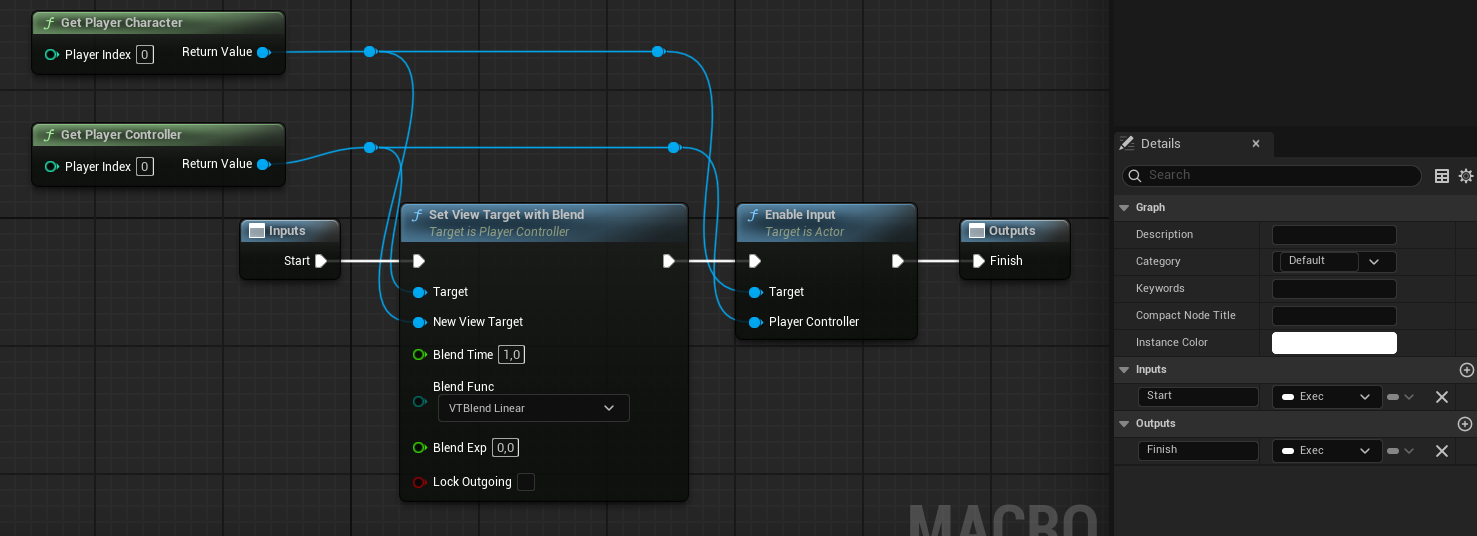 Get Player Character
Player Index 0 Return Value
Get Player Controller
Player Index 0 Return Value
Inputs
Start
Set View Target with Blend
Target is Player Controller
Target
New View Target
Blend Time 1,0
Blend Func
VTBlend Linear
Blend Exp 0,0
Lock Outgoing
Enable Input
Target is Actor
Target
Player Controller
Outputs
Finish
MACRO
Details
Search
Graph
Description
Category Default
Keywords
Compact Node Title
Instance Color
Inputs
Start Exec
Outputs
Finish Exec